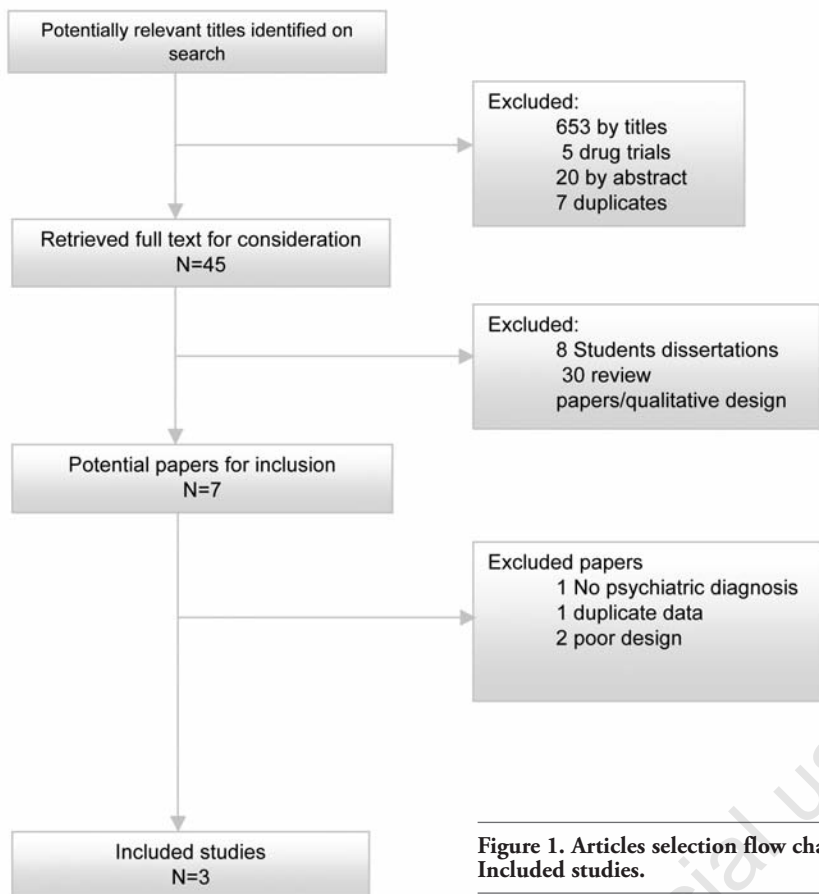 Potentially relevant titles identified on
search
Excluded:
653 by titles
5 drug trials
20 by abstract
7 duplicates
Retrieved full text for consideration
N=45
Excluded:
8 Students dissertations
30 review
papers/qualitative design
Potential papers for inclusion
N=7
Excluded papers
1 No psychiatric diagnosis
1 duplicate data
2 poor design
Included studies
N=3
Figure 1. Articles selection flow
Included studies.